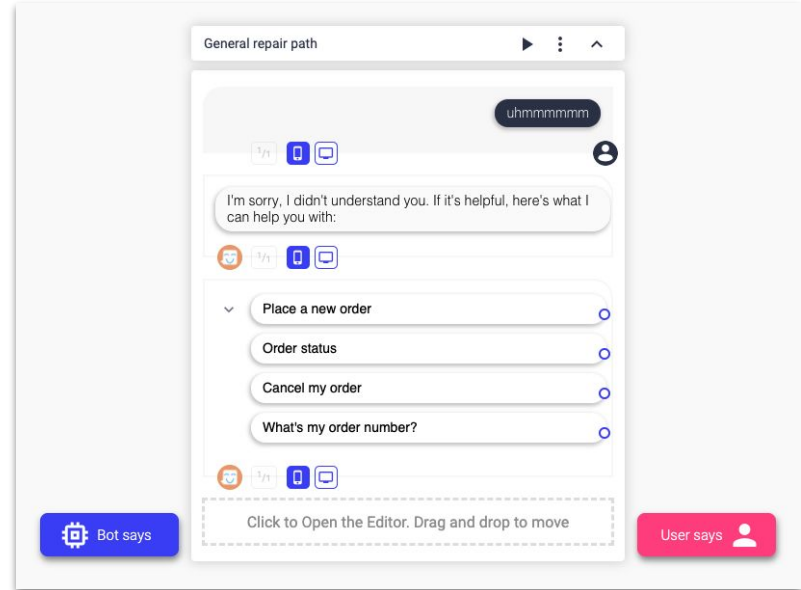 General repair path
uhmmmmmm
1/1
I'm sorry, I didn't understand you. If it's helpful, here's what I
can help you with:
1/1
Place a new order
Order status
Cancel my order
What's my order number?
1/1
Click to Open the Editor. Drag and drop to move
Bot says
User says